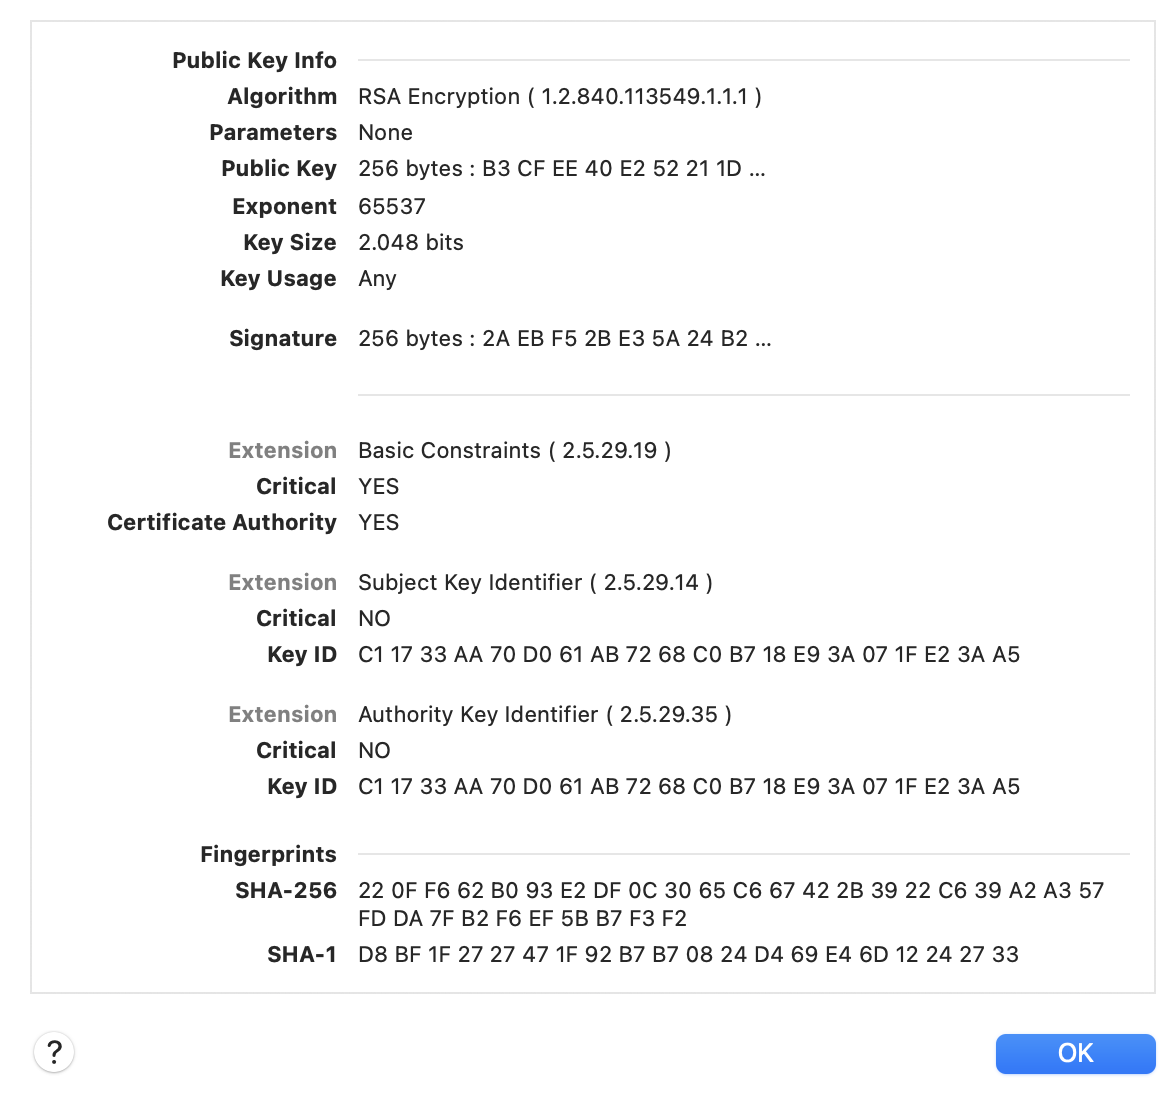 Public Key Info
Algorithm RSA Encryption ( 1.2.840.113549.1.1.1 )
Parameters None
Public Key 256 bytes : B3 CF EE 40 E2 52 21 1D ...
Exponent 65537
Key Size 2.048 bits
Key Usage Any
Signature 256 bytes : 2A EB F5 2B E3 5A 24 B2 ...
Extension Basic Constraints ( 2.5.29.19 )
Critical YES
Certificate Authority YES
Extension Subject Key Identifier ( 2.5.29.14 )
Critical NO
Key ID C1 17 33 AA 70 D0 61 AB 72 68 C0 B7 18 E9 3A 07 1F E2 3A A5
Extension Authority Key Identifier ( 2.5.29.35 )
Critical NO
Key ID C1 17 33 AA 70 D0 61 AB 72 68 C0 B7 18 E9 3A 07 1F E2 3A A5
Fingerprints
SHA-256 22 0F F6 62 B0 93 E2 DF 0C 30 65 C6 67 42 2B 39 22 C6 39 A2 A3 57
FD DA 7F B2 F6 EF 5B B7 F3 F2
SHA-1 D8 BF 1F 27 27 47 1F 92 B7 B7 08 24 D4 69 E4 6D 12 24 27 33
? OK